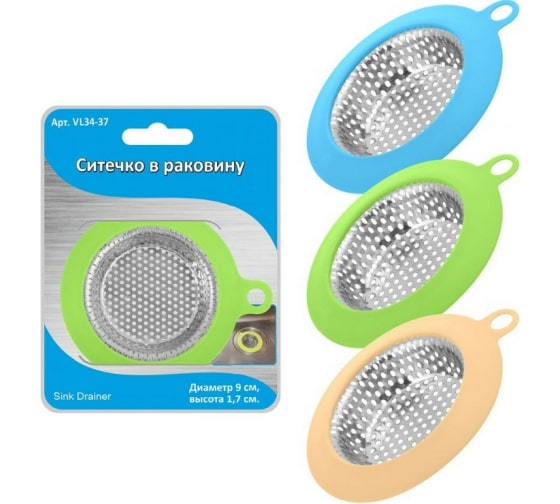 Арт. VL34-37
Ситечко в раковину
Sink Drainer
Диаметр 9 см,
высота 1,7 см.